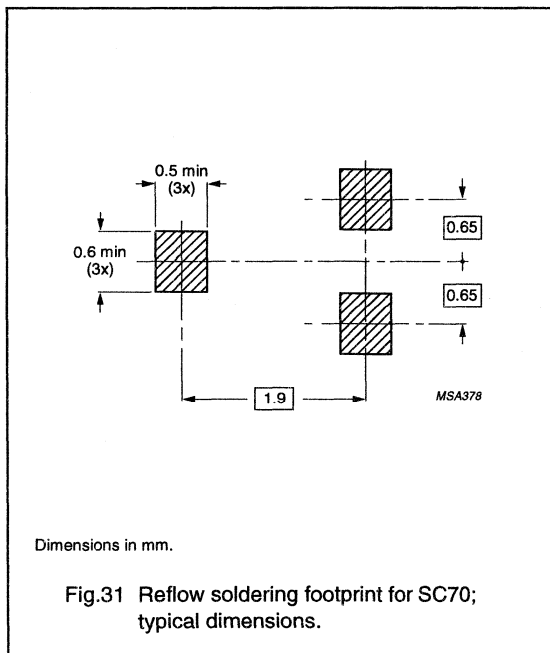 0.5 min
(3x)
0.6 min
(3x)
0.65
0.65
1.9
MSA378
Dimensions in mm.
Fig.31 Reflow soldering footprint for SC70;
typical dimensions.